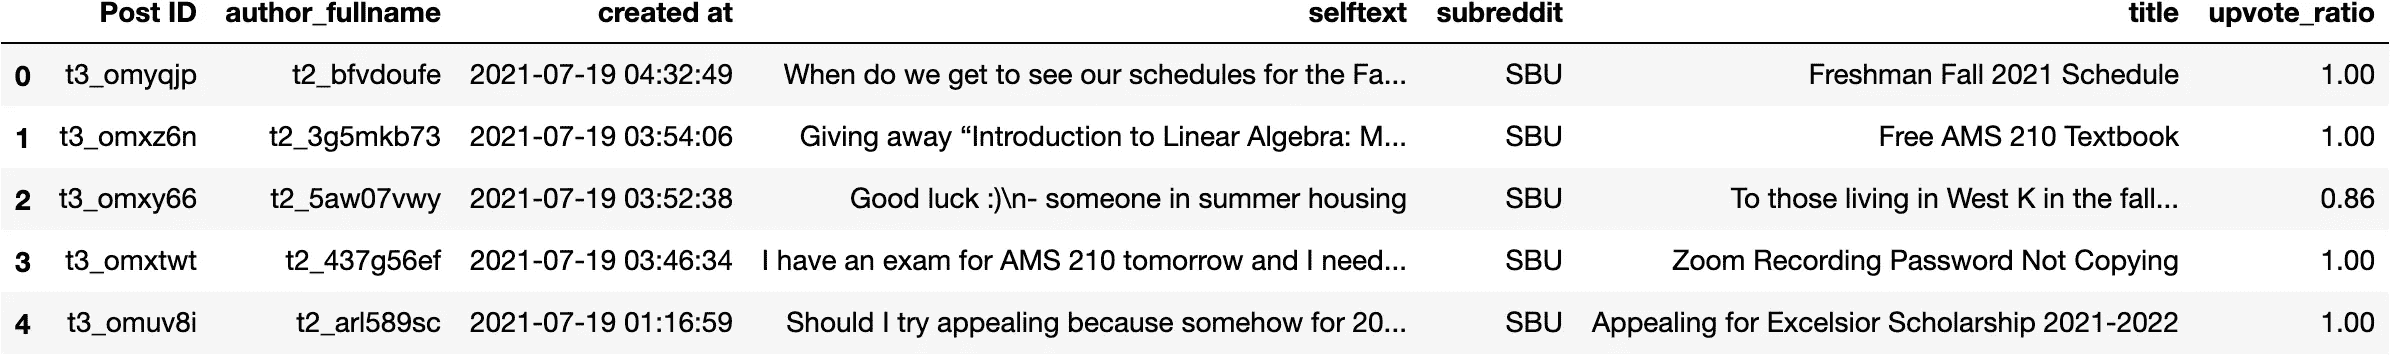 Post ID author_fullname created at selftext subreddit title upvote_ratio
0 t3_omyqjp t2_bfvdoufe 2021-07-19 04:32:49 When do we get to see our schedules for the Fa... SBU Freshman Fall 2021 Schedule 1.00
1 t3_omxz6n t2_3g5mkb73 2021-07-19 03:54:06 Giving away “Introduction to Linear Algebra: M... SBU Free AMS 210 Textbook 1.00
2 t3_omxy66 t2_5aw07vwy 2021-07-19 03:52:38 Good luck :)\n- someone in summer housing SBU To those living in West K in the fall... 0.86
3 t3_omxtwt t2_437g56ef 2021-07-19 03:46:34 I have an exam for AMS 210 tomorrow and I need... SBU Zoom Recording Password Not Copying 1.00
4 t3_omuv8i t2_arl589sc 2021-07-19 01:16:59 Should I try appealing because somehow for 20... SBU Appealing for Excelsior Scholarship 2021-2022 1.00